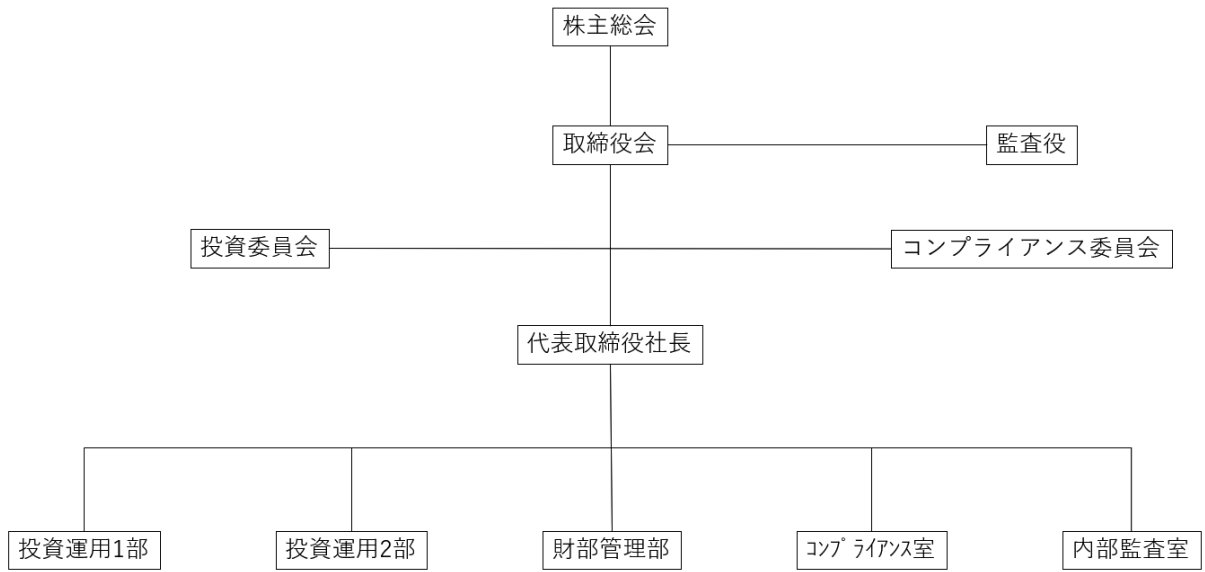 株主総会
取締役会
監査役
投資委員会
コンプライアンス委員会
代表取締役社長
投資運用1部
投資運用2部
財部管理部
ｺﾝﾌﾟﾗｲｱﾝｽ室
内部監査室